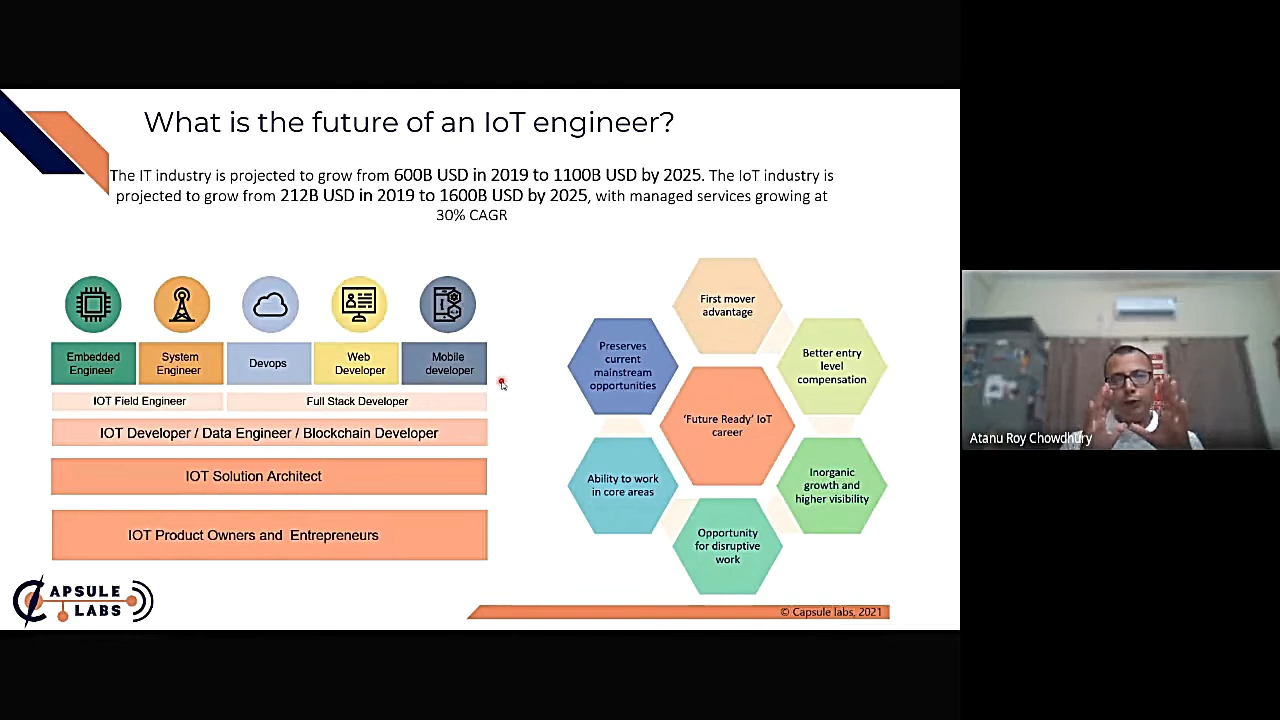 What is the future of an IoT engineer?
The IT industry is projected to grow from 600B USD in 2019 to 1100B USD by 2025. The IoT industry is
projected to grow from 212B USD in 2019 to 1600B USD by 2025, with managed services growing at
30% CAGR
Embedded
Engineer
System
Engineer
Devops
Web
Developer
Mobile
developer
IOT Field Engineer
Full Stack Developer
IOT Developer / Data Engineer / Blockchain Developer
IOT Solution Architect
IOT Product Owners and Entrepreneurs
First mover
advantage
Preserves
current
mainstream
opportunities
Better entry
level
compensation
'Future Ready' IoT
career
Ability to work
in core areas
Inorganic
growth and
higher visibility
Opportunity
for disruptive
work
CAPSULE
LABS
© Capsule labs, 2021
Atanu Roy Chowdhury